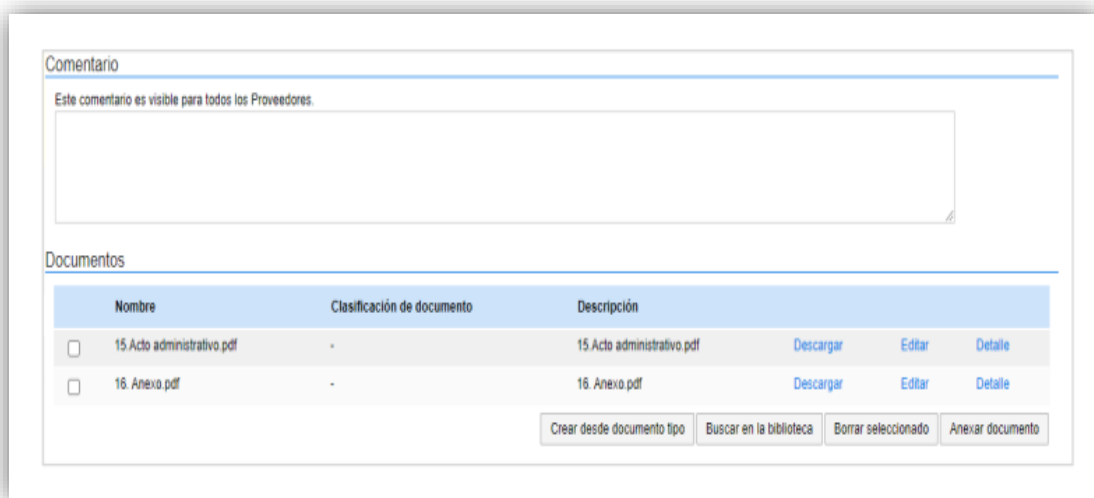 Comentario
Este comentario es visible para todos los Proveedores.
Documentos
Nombre Clasificación de documento Descripción
15.Acto administrativo.pdf - 15.Acto administrativo.pdf Descargar Editar Detalle
16. Anexo.pdf - 16. Anexo.pdf Descargar Editar Detalle
Crear desde documento tipo Buscar en la biblioteca Borrar seleccionado Anexar documento